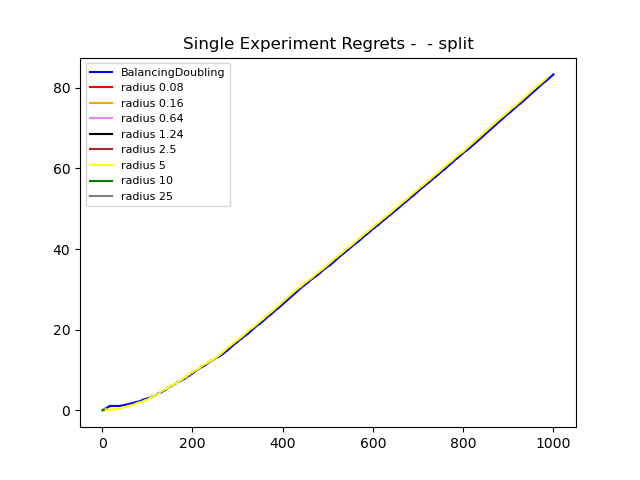 Single Experiment Regrets -  - split
BalancingDoubling
radius 0.08
radius 0.16
radius 0.64
radius 1.24
radius 2.5
radius 5
radius 10
radius 25
80
60
40
20
0
0 200 400 600 800 1000